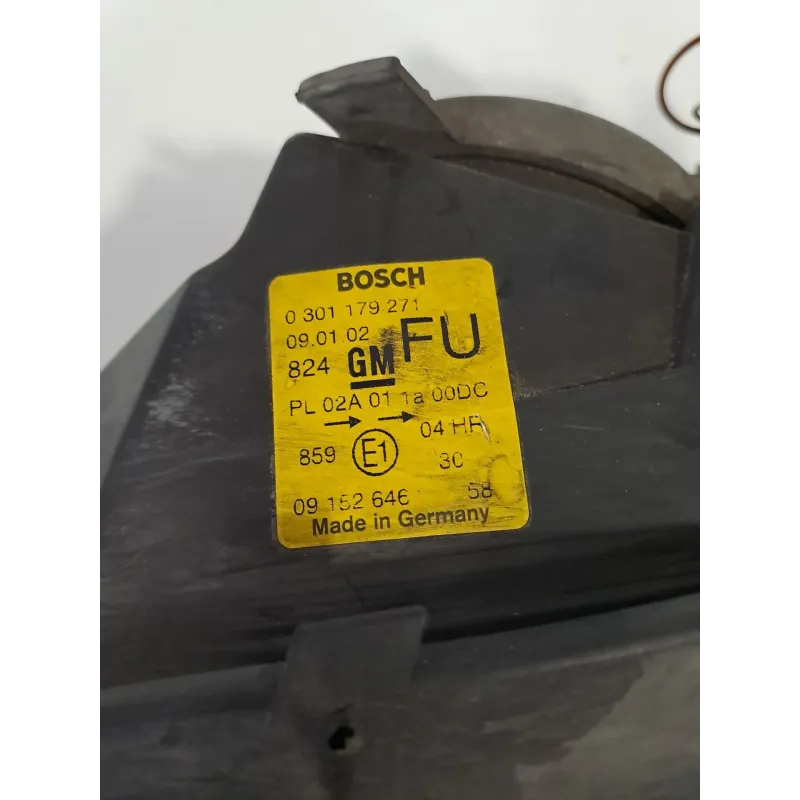 BOSCH
0 301 179 271
09.01.02 FU
824 GM
PL 02A 01 1a 00DC
04 HR
859 E1 30
09 152 646 58
Made in Germany